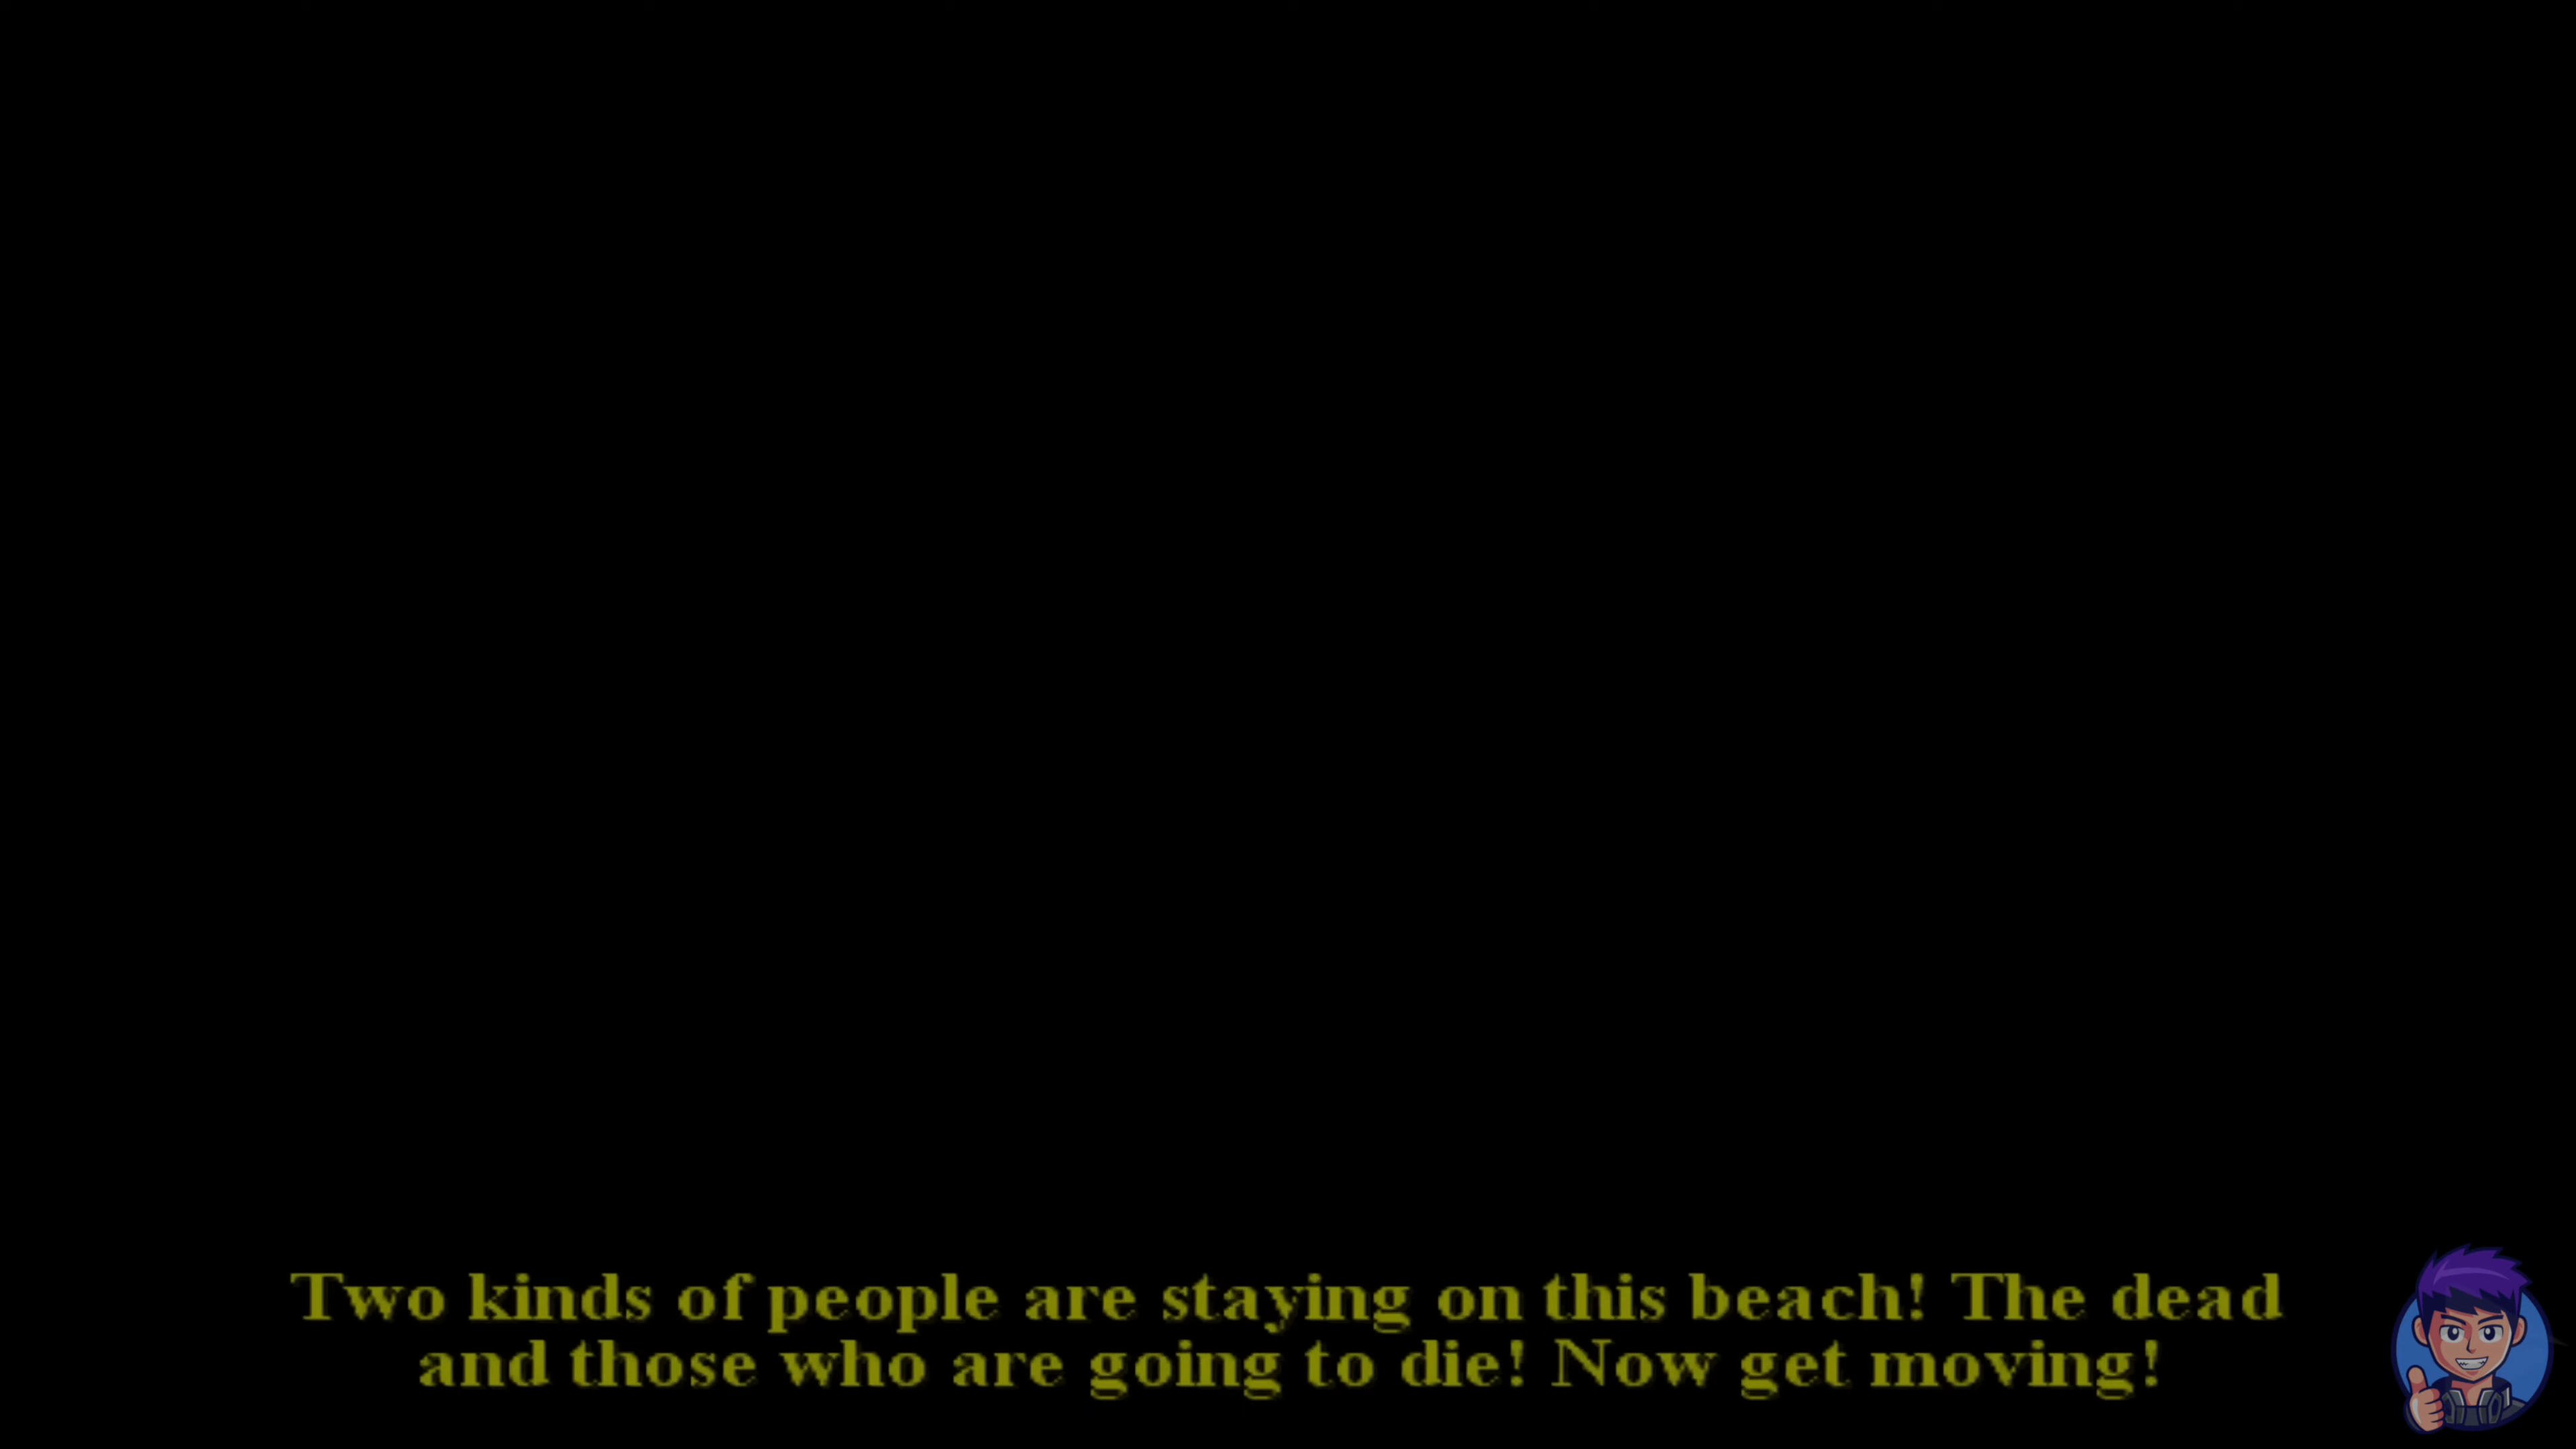 Two kinds of people are staying on this beach! The dead
and those who are going to die! Now get moving!